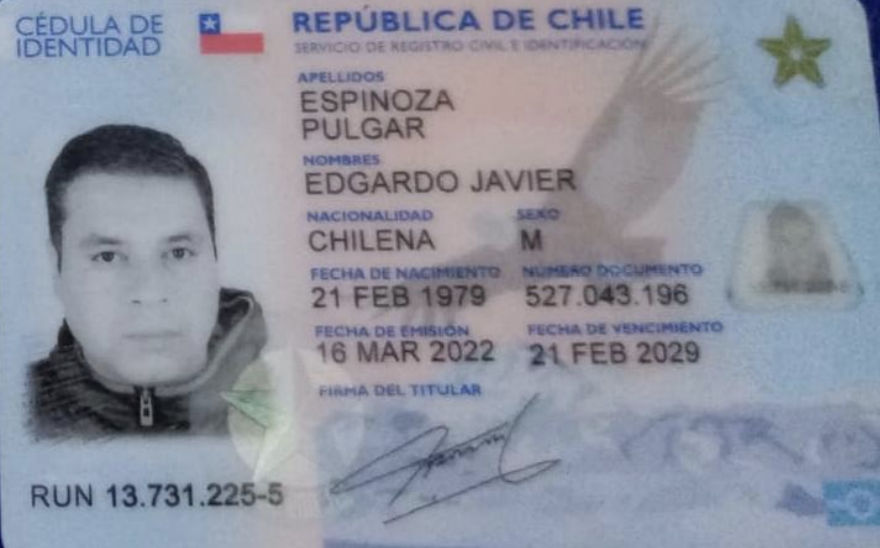 CÉDULA DE
IDENTIDAD
REPÚBLICA DE CHILE
SERVICIO DE REGISTRO CIVIL E IDENTIFICACIÓN
APELLIDOS
ESPINOZA
PULGAR
NOMBRES
EDGARDO JAVIER
NACIONALIDAD SEXO
CHILENA M
FECHA DE NACIMIENTO NÚMERO DOCUMENTO
21 FEB 1979 527.043.196
FECHA DE EMISIÓN FECHA DE VENCIMIENTO
16 MAR 2022 21 FEB 2029
FIRMA DEL TITULAR
RUN 13.731.225-5